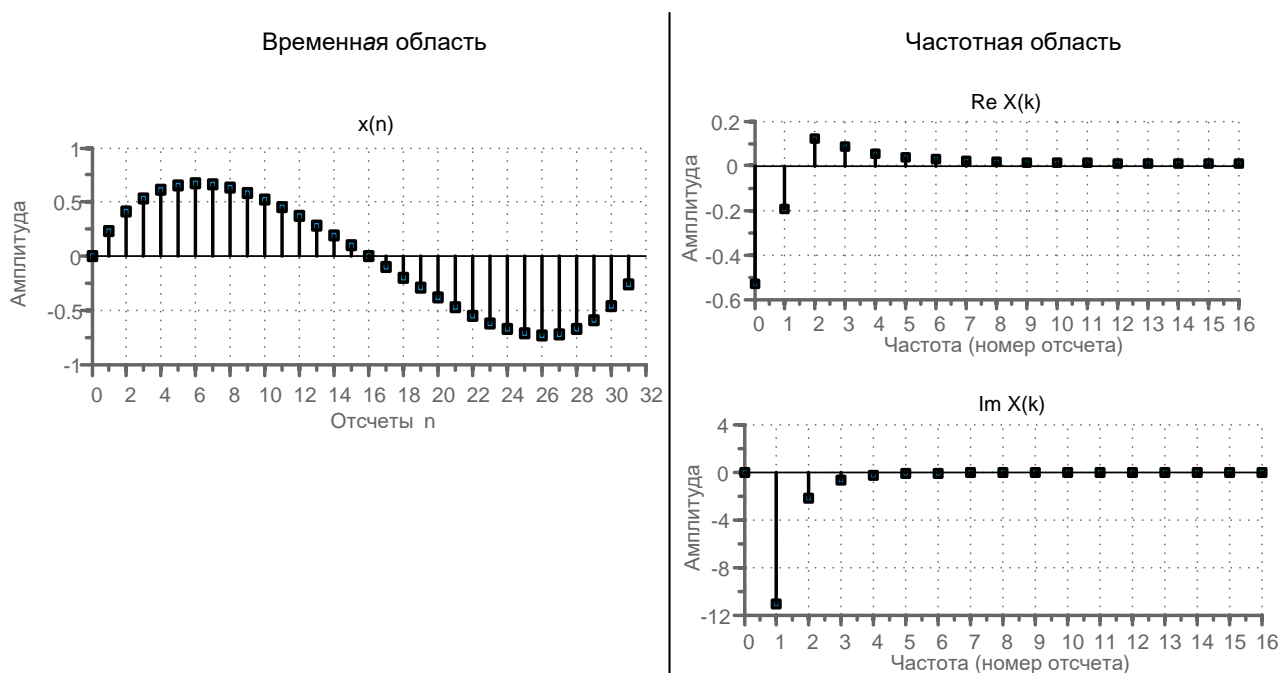 Временная область
x(n)
Амплитуда
1
0.5
0
-0.5
-1
0 2 4 6 8 10 12 14 16 18 20 22 24 26 28 30 32
Отсчеты n
Частотная область
Re X(k)
Амплитуда
0.2
0
-0.2
-0.4
-0.6
0 1 2 3 4 5 6 7 8 9 10 11 12 13 14 15 16
Частота (номер отсчета)
Im X(k)
Амплитуда
4
0
-4
-8
-12
0 1 2 3 4 5 6 7 8 9 10 11 12 13 14 15 16
Частота (номер отсчета)